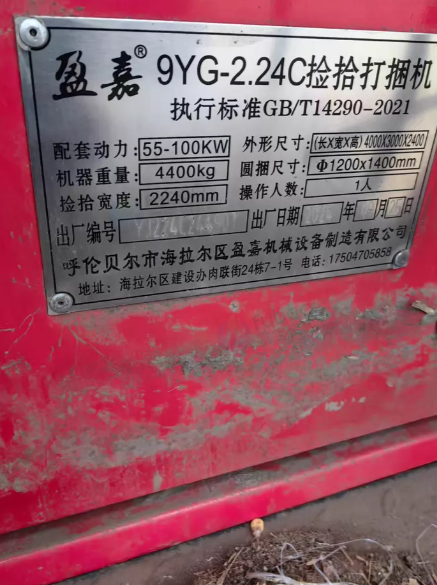 盈嘉® 9YG-2.24C捡拾打捆机
执行标准GB/T14290-2021
配套动力: 55-100KW 外形尺寸: (长X宽X高) 4000X3000X2400
机器重量: 4400kg 圆捆尺寸: Φ1200x1400mm
捡拾宽度: 2240mm 操作人数: 1人
出厂编号 出厂日期 年 月 日
呼伦贝尔市海拉尔区盈嘉机械设备制造有限公司
地址: 海拉尔区建设办肉联街24栋7-1号 电话: 17504705858